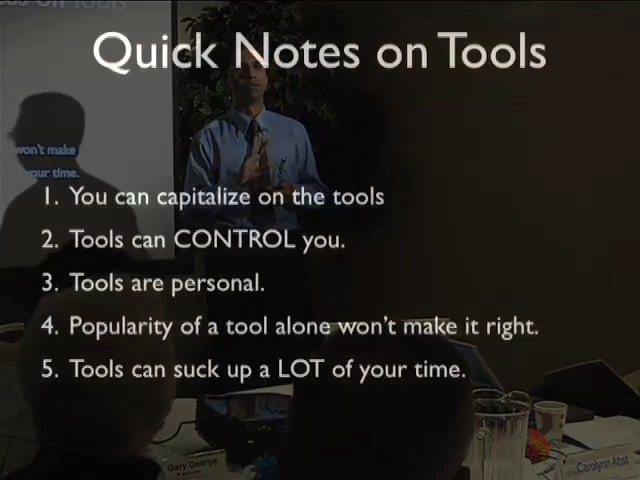 Quick Notes on Tools
won't make
your time.
1. You can capitalize on the tools
2. Tools can CONTROL you.
3. Tools are personal.
4. Popularity of a tool alone won't make it right.
5. Tools can suck up a LOT of your time.
Gary George
Carolynn Abst